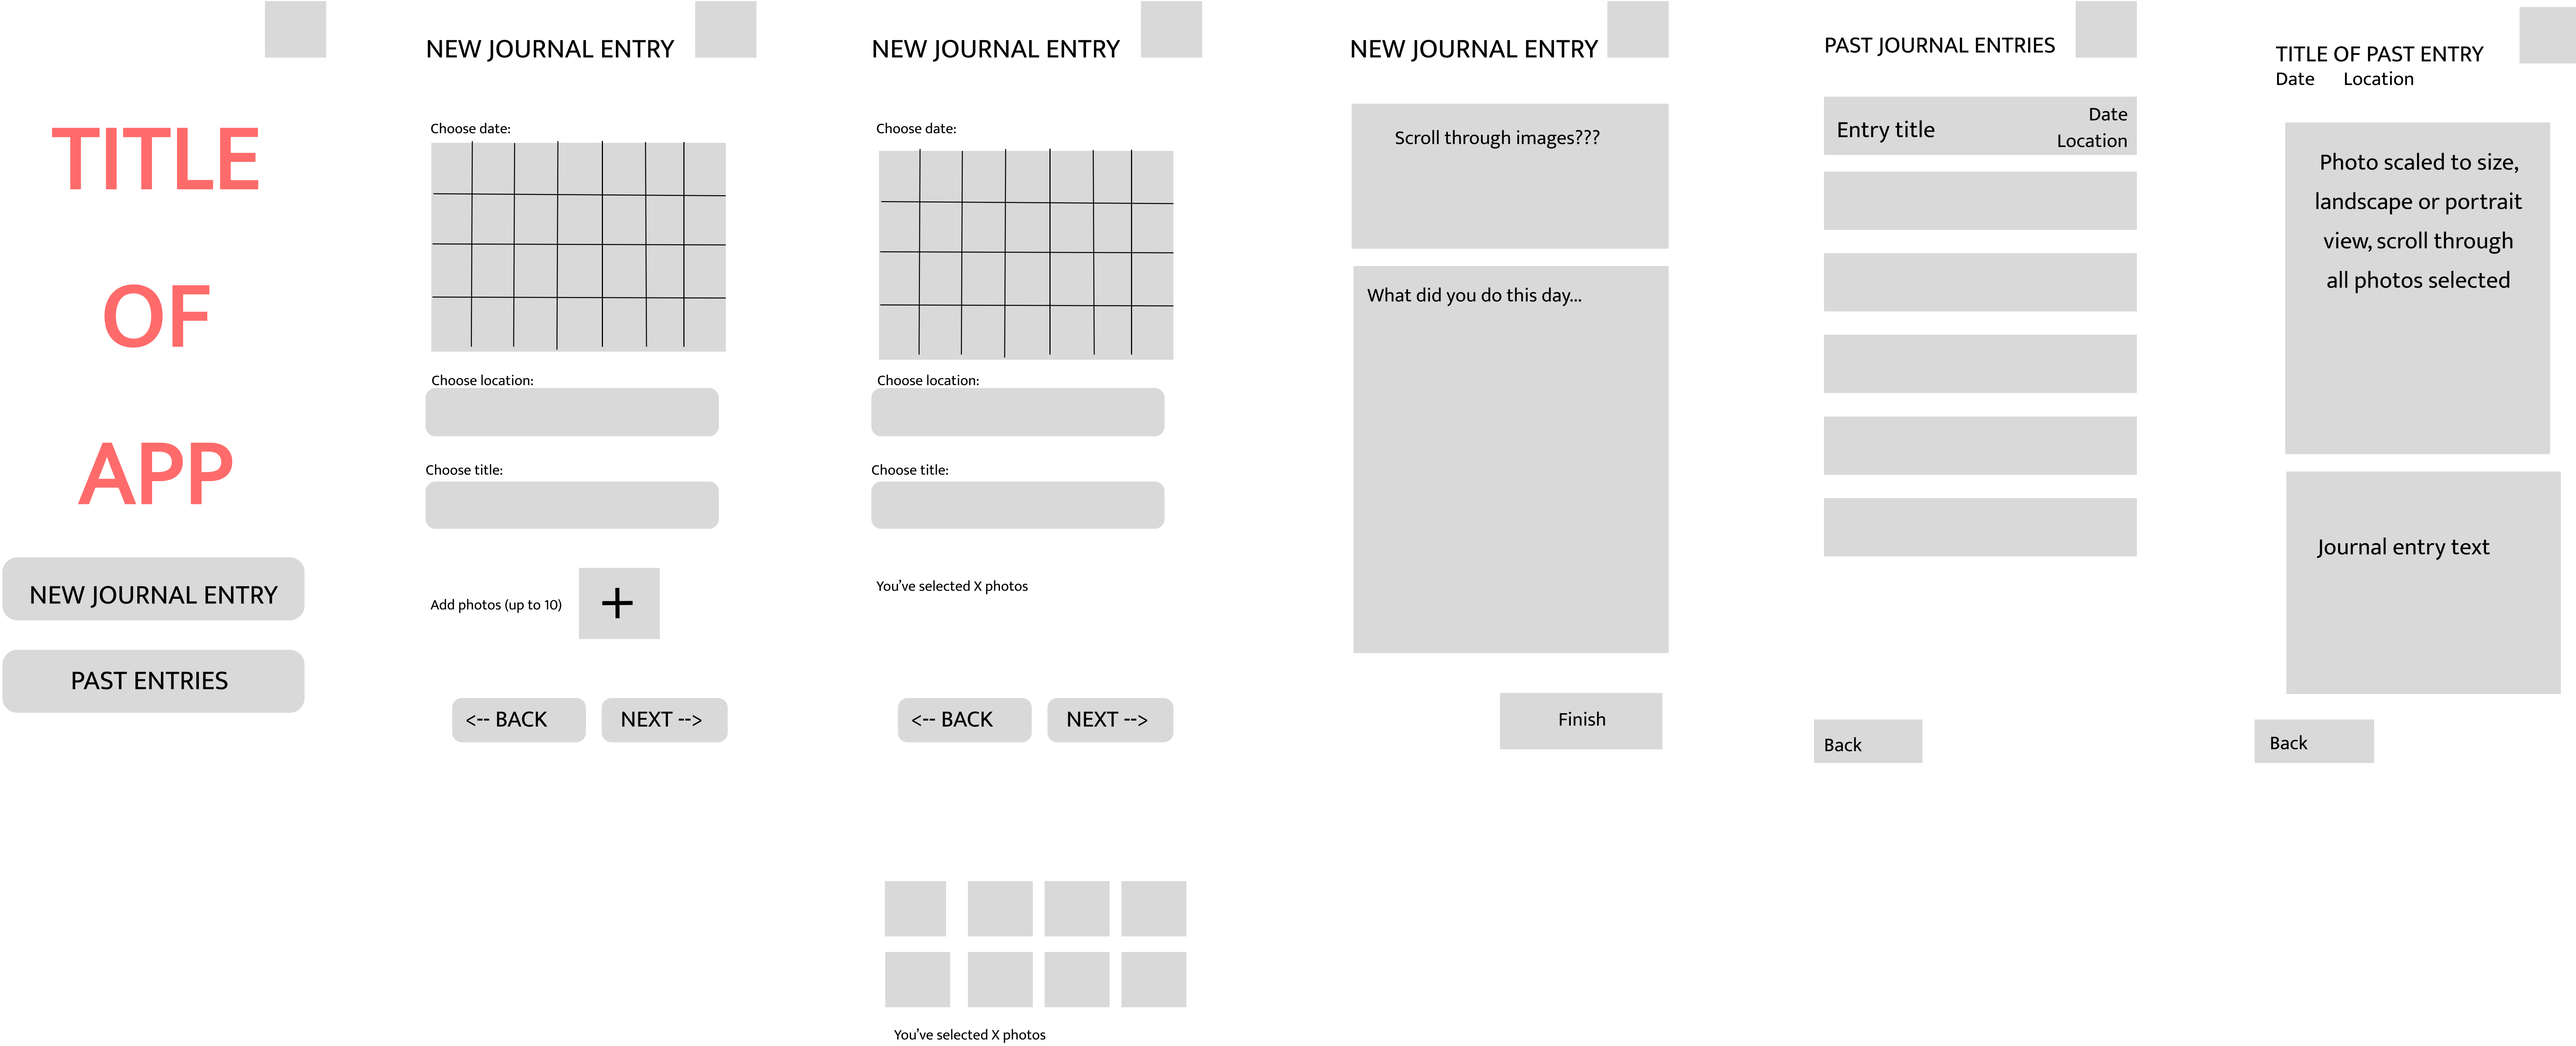 TITLE
OF
APP
NEW JOURNAL ENTRY
PAST ENTRIES
NEW JOURNAL ENTRY
Choose date:
Choose location:
Choose title:
Add photos (up to 10)
+
<-- BACK
NEXT -->
NEW JOURNAL ENTRY
Choose date:
Choose location:
Choose title:
You've selected X photos
<-- BACK
NEXT -->
You've selected X photos
NEW JOURNAL ENTRY
Scroll through images???
What did you do this day...
Finish
PAST JOURNAL ENTRIES
Entry title
Date
Location
Back
TITLE OF PAST ENTRY
Date Location
Photo scaled to size,
landscape or portrait
view, scroll through
all photos selected
Journal entry text
Back